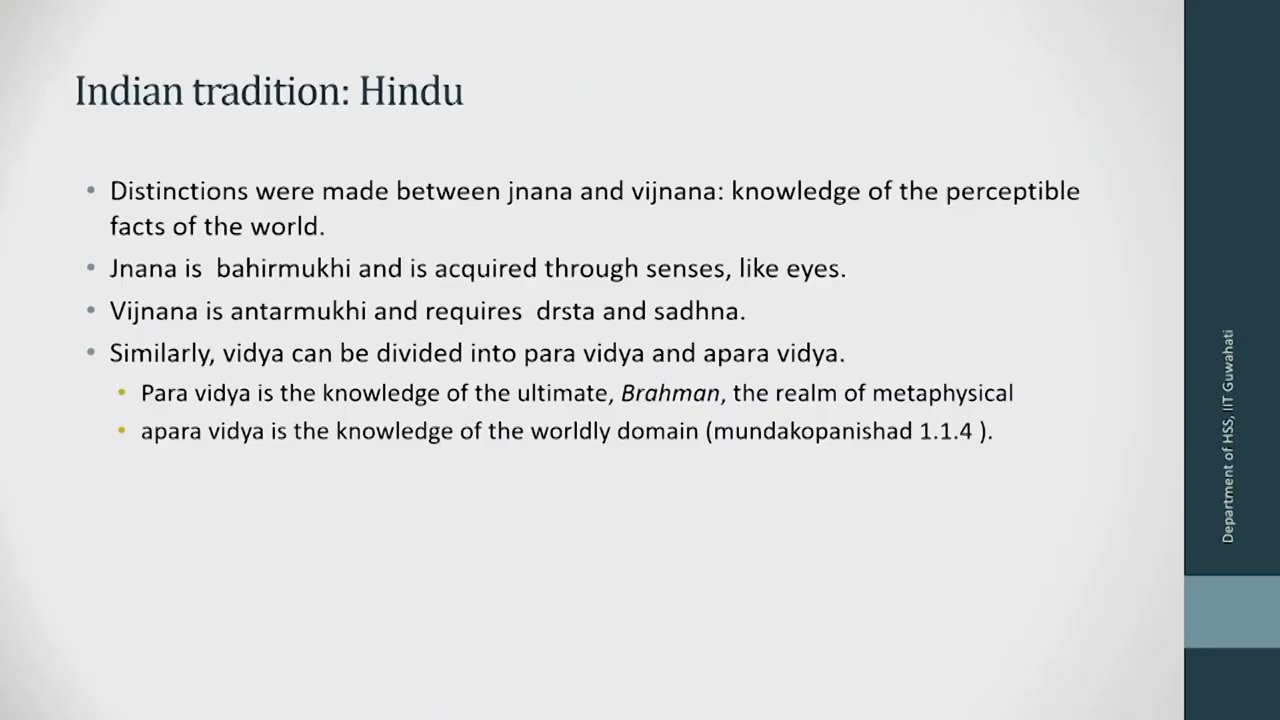 Indian tradition: Hindu
• Distinctions were made between jnana and vijnana: knowledge of the perceptible
facts of the world.
• Jnana is bahirmukhi and is acquired through senses, like eyes.
• Vijnana is antarmukhi and requires drsta and sadhna.
• Similarly, vidya can be divided into para vidya and apara vidya.
• Para vidya is the knowledge of the ultimate, Brahman, the realm of metaphysical
• apara vidya is the knowledge of the worldly domain (mundakopanishad 1.1.4 ).
Department of HSS, IIT Guwahati